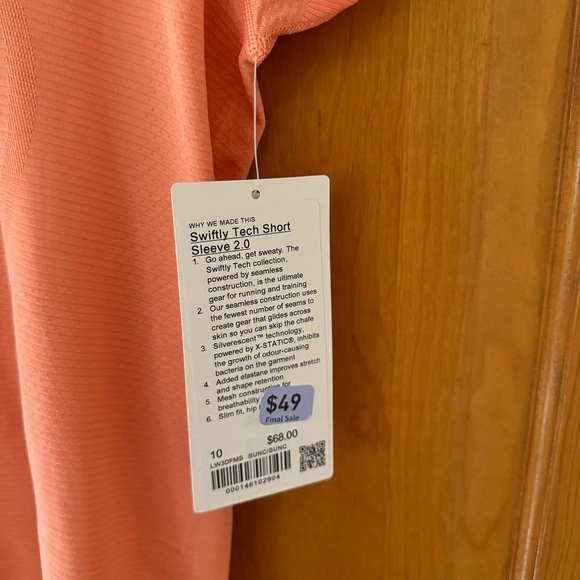 WHY WE MADE THIS
Swiftly Tech Short
Sleeve 2.0
1. Go ahead, get sweaty. The
Swiftly Tech collection,
powered by seamless
construction, is the ultimate
gear for running and training
2. Our seamless construction uses
the fewest number of seams to
create gear that glides across
skin so you can skip the chafe
3. Silverescent™ technology,
powered by X-STATIC®, inhibits
the growth of odour-causing
bacteria on the garment
4. Added elastane improves stretch
and shape retention
5. Mesh construction for
breathability
6. Slim fit, hip
$49
Final Sale
10 $68.00
LW3DFMS SUNC/SUNC
000146102904